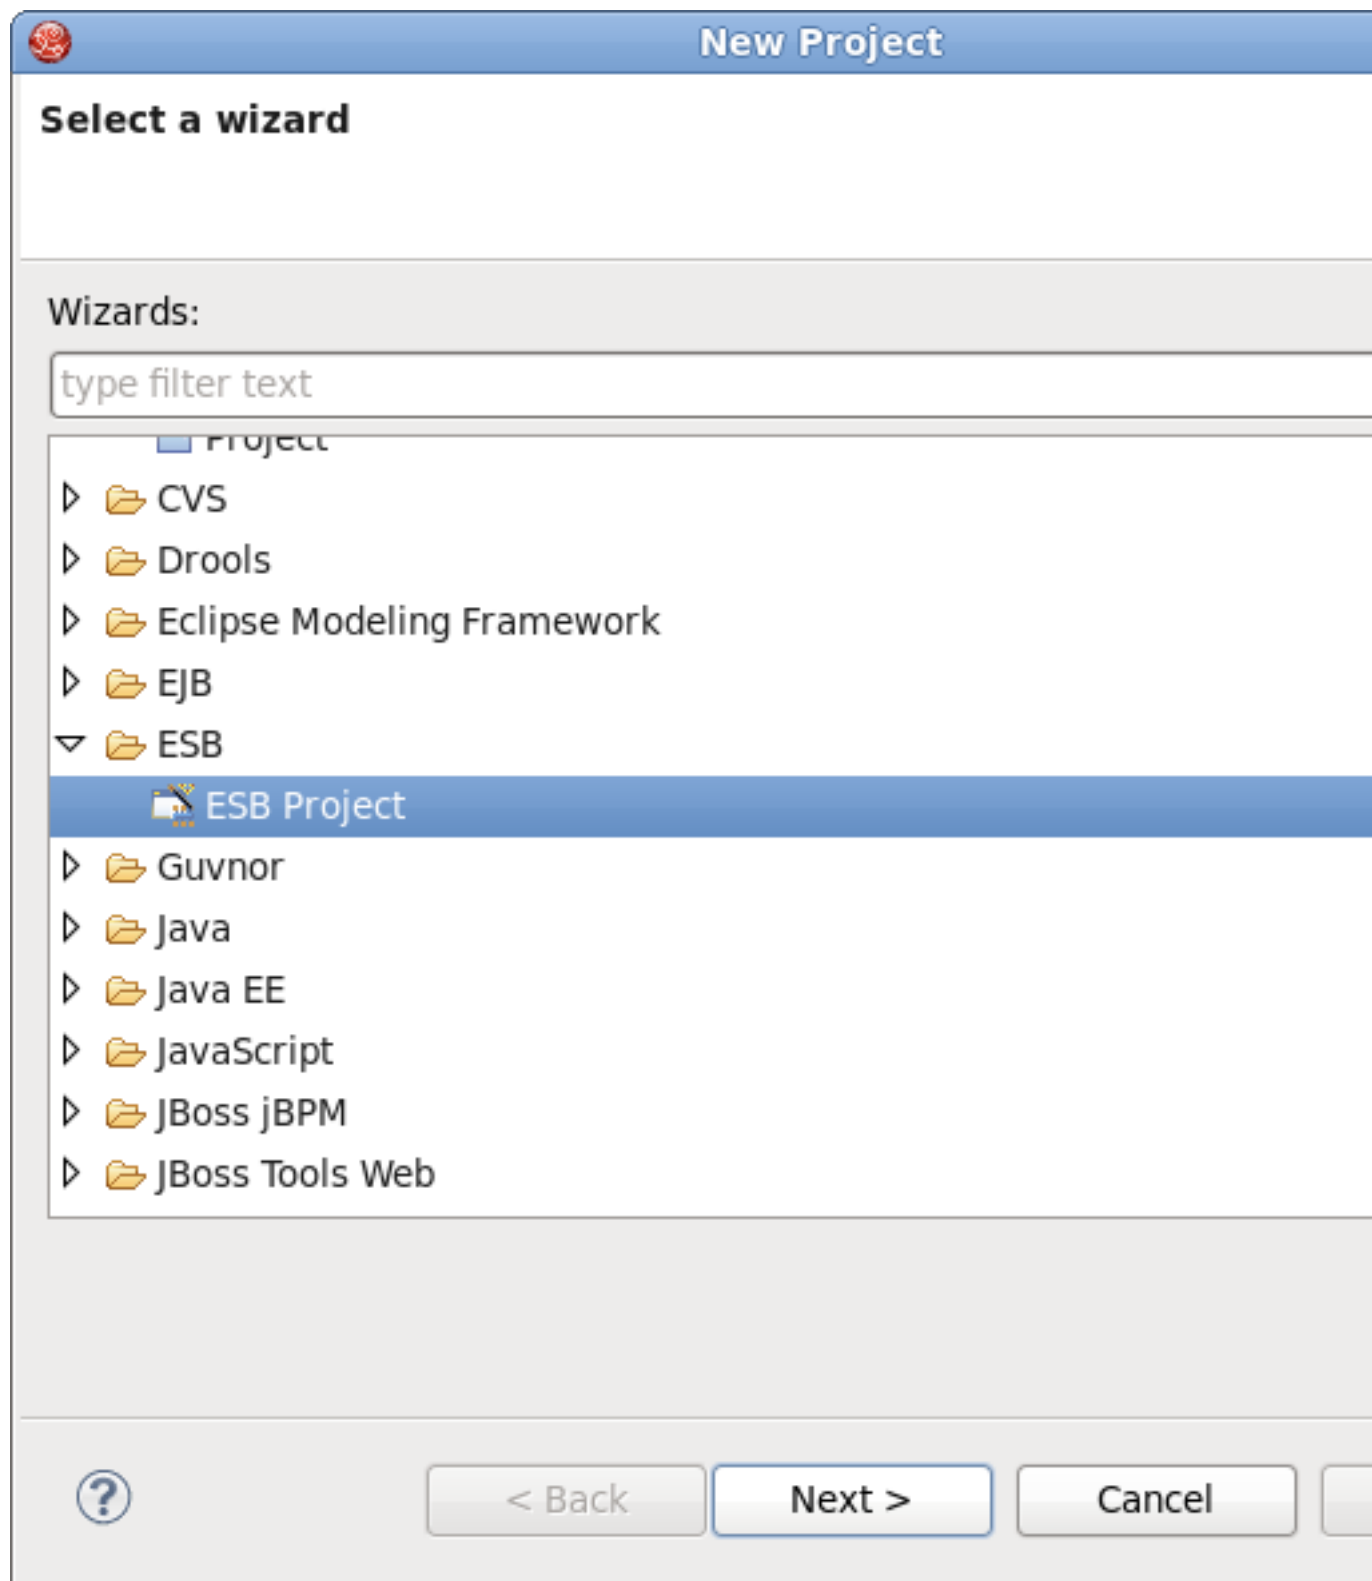 New Project
Select a wizard
Wizards:
type filter text
Project
CVS
Drools
Eclipse Modeling Framework
EJB
ESB
ESB Project
Guvnor
Java
Java EE
JavaScript
JBoss jBPM
JBoss Tools Web
< Back Next > Cancel